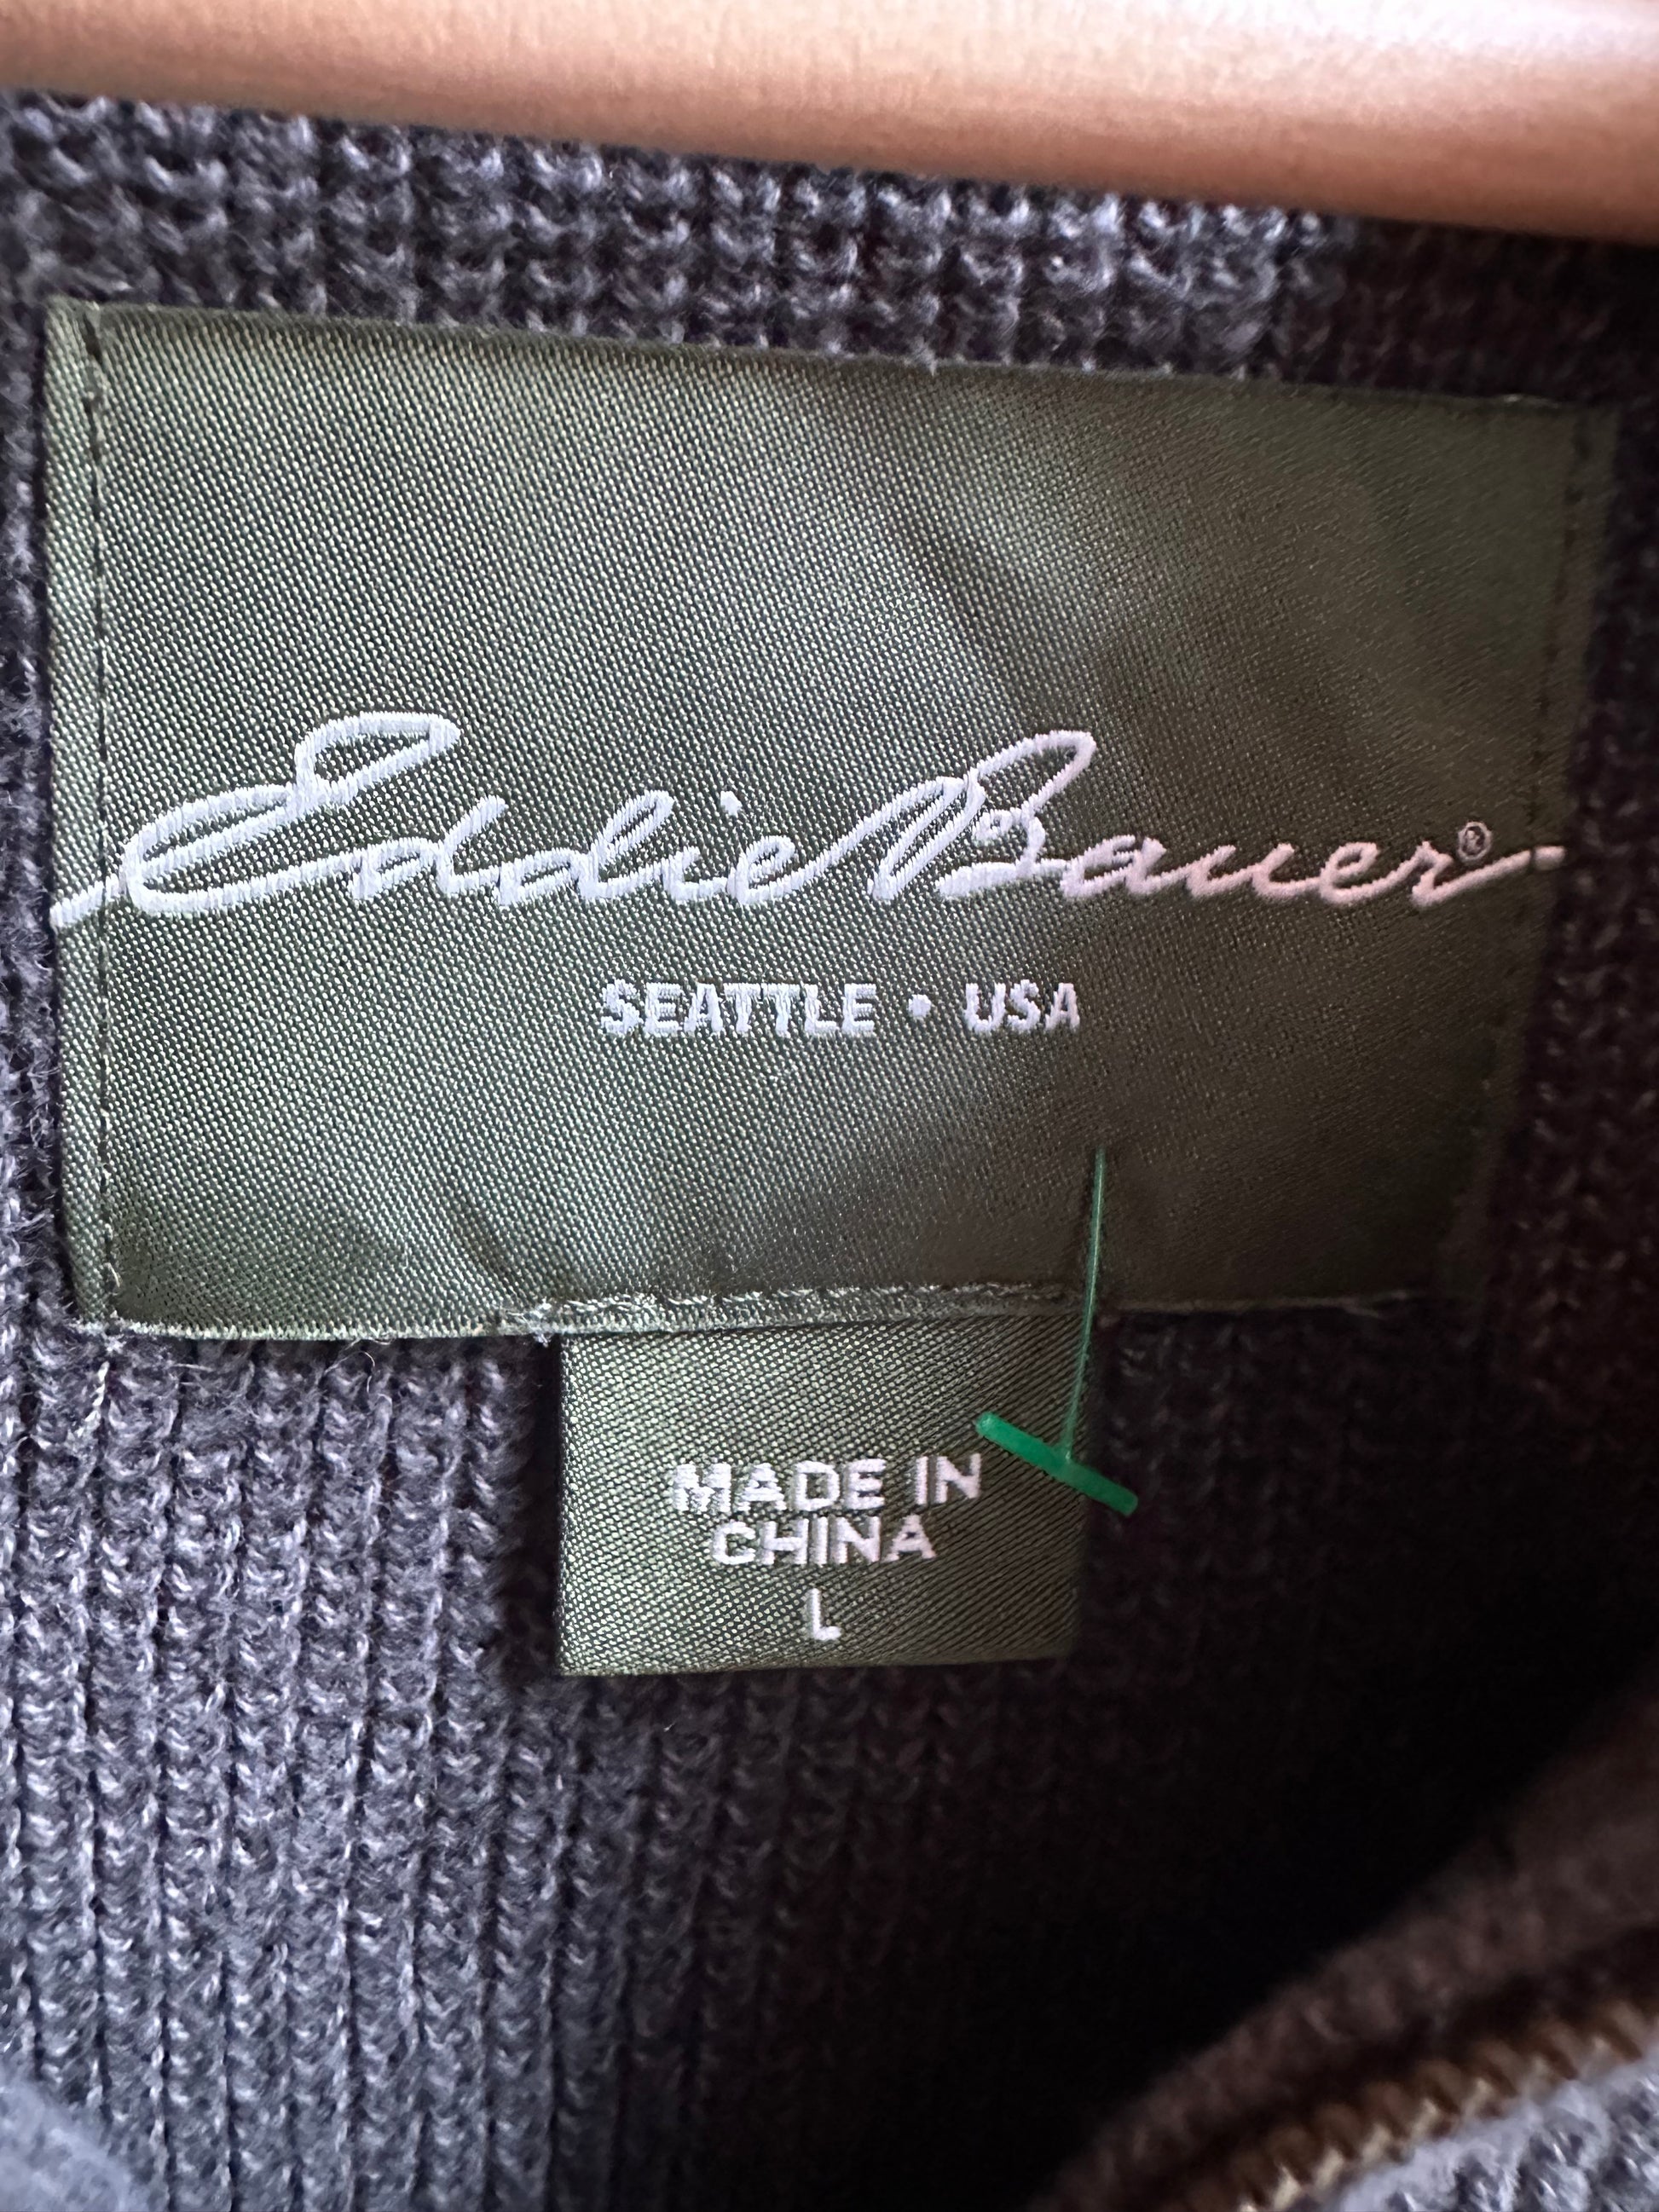 Eddie Bauer®
SEATTLE • USA
MADE IN
CHINA
L